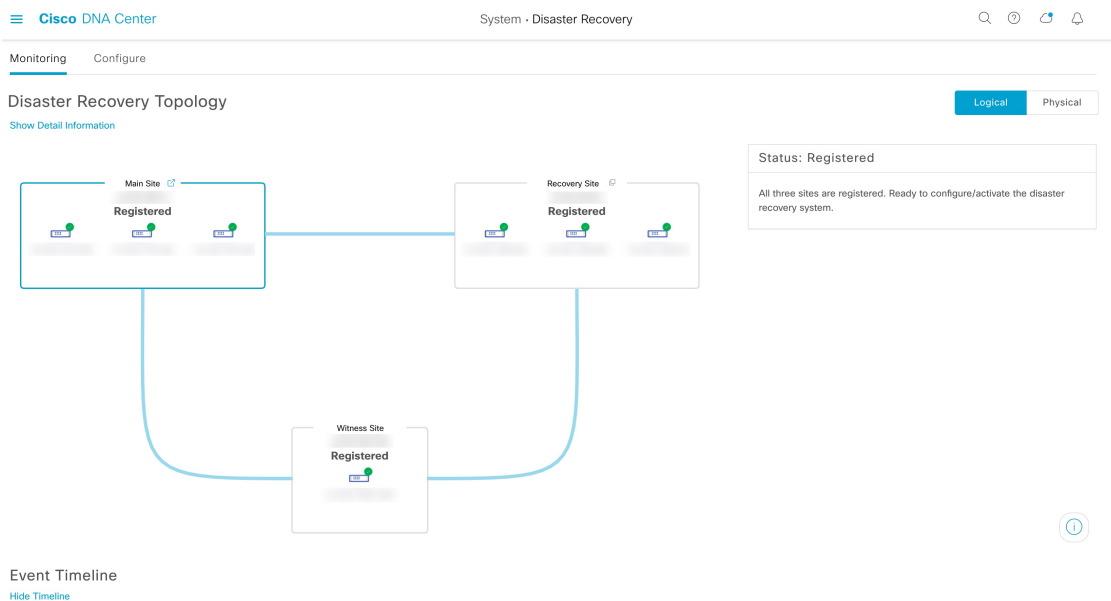 Cisco DNA Center
System · Disaster Recovery
Monitoring Configure
Disaster Recovery Topology
Logical Physical
Show Detail Information
Status: Registered
All three sites are registered. Ready to configure/activate the disaster
recovery system.
Main Site
Registered
Recovery Site
Registered
Witness Site
Registered
Event Timeline
Hide Timeline